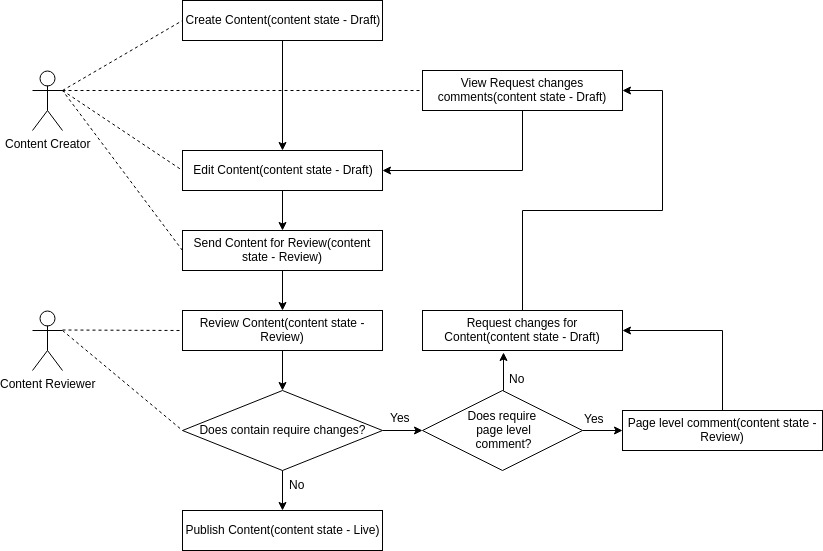 Create Content(content state - Draft)
View Request changes
comments(content state - Draft)
Content Creator
Edit Content(content state - Draft)
Send Content for Review(content
state - Review)
Review Content(content state -
Review)
Request changes for
Content(content state - Draft)
Content Reviewer
No
Does contain require changes?
Yes
Does require
page level
comment?
Yes
Page level comment(content state -
Review)
No
Publish Content(content state - Live)